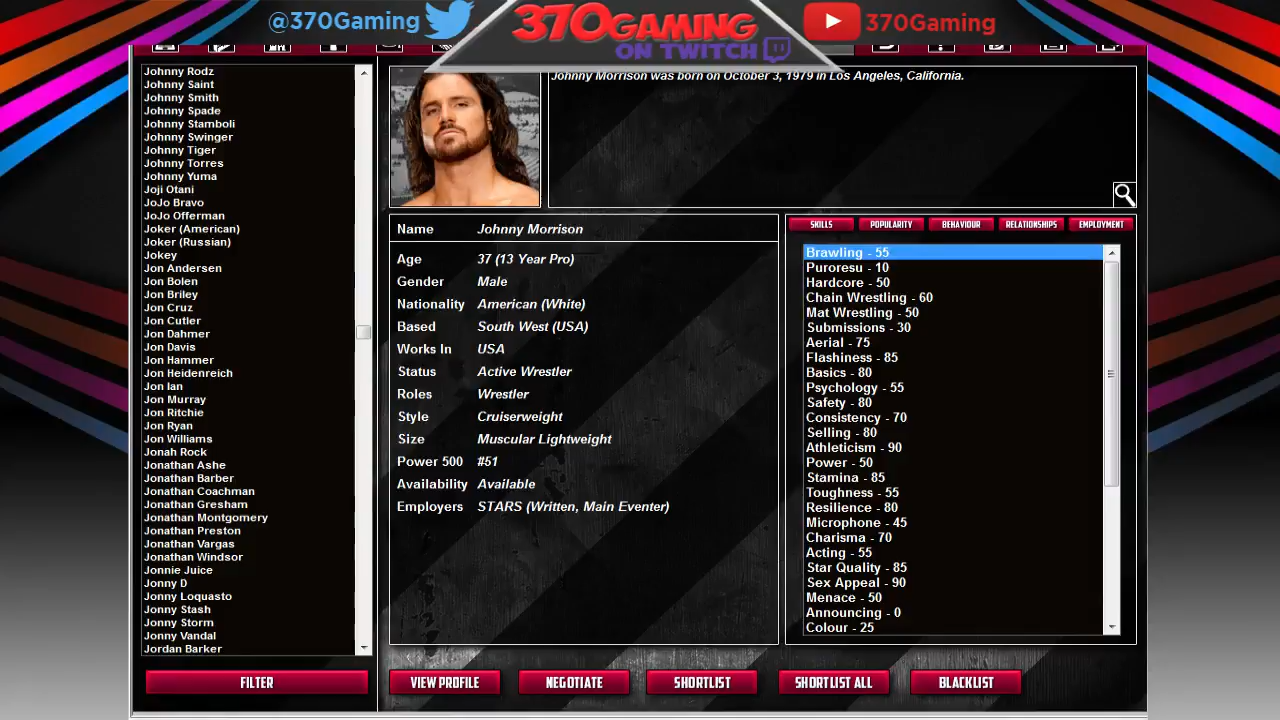 @370Gaming
370GAMING
ON TWITCH
370Gaming
Johnny Rodz
Johnny Saint
Johnny Smith
Johnny Spade
Johnny Stamboli
Johnny Swinger
Johnny Tiger
Johnny Torres
Johnny Yuma
Joji Otani
JoJo Bravo
JoJo Offerman
Joker (American)
Joker (Russian)
Jokey
Jon Andersen
Jon Bolen
Jon Briley
Jon Cruz
Jon Cutler
Jon Dahmer
Jon Davis
Jon Hammer
Jon Heidenreich
Jon Ian
Jon Murray
Jon Ritchie
Jon Ryan
Jon Williams
Jonah Rock
Jonathan Ashe
Jonathan Barber
Jonathan Coachman
Jonathan Gresham
Jonathan Montgomery
Jonathan Preston
Jonathan Vargas
Jonathan Windsor
Jonnie Juice
Jonny D
Jonny Loquasto
Jonny Stash
Jonny Storm
Jonny Vandal
Jordan Barker
FILTER
Johnny Morrison was born on October 3, 1979 in Los Angeles, California.
Name Johnny Morrison
Age 37 (13 Year Pro)
Gender Male
Nationality American (White)
Based South West (USA)
Works In USA
Status Active Wrestler
Roles Wrestler
Style Cruiserweight
Size Muscular Lightweight
Power 500 #51
Availability Available
Employers STARS (Written, Main Eventer)
SKILLS POPULARITY BEHAVIOUR RELATIONSHIPS EMPLOYMENT
Brawling - 55
Puroresu - 10
Hardcore - 50
Chain Wrestling - 60
Mat Wrestling - 50
Submissions - 30
Aerial - 75
Flashiness - 85
Basics - 80
Psychology - 55
Safety - 80
Consistency - 70
Selling - 80
Athleticism - 90
Power - 50
Stamina - 85
Toughness - 55
Resilience - 80
Microphone - 45
Charisma - 70
Acting - 55
Star Quality - 85
Sex Appeal - 90
Menace - 50
Announcing - 0
Colour - 25
VIEW PROFILE NEGOTIATE SHORTLIST SHORTLIST ALL BLACKLIST